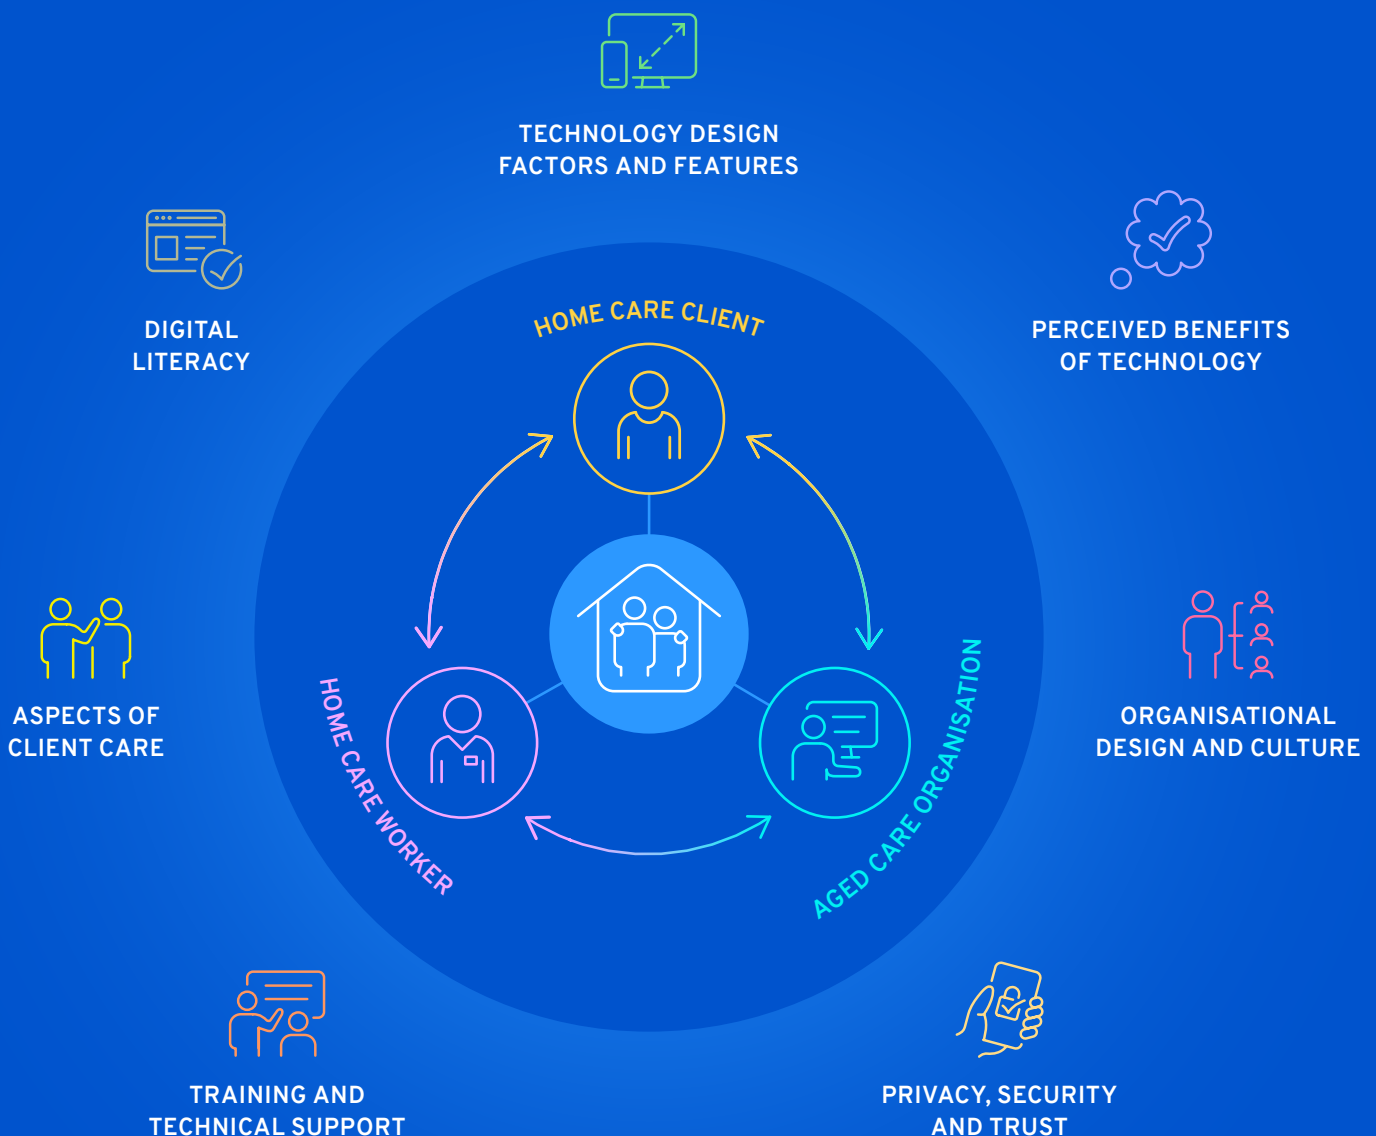 TECHNOLOGY DESIGN
FACTORS AND FEATURES
DIGITAL
LITERACY
PERCEIVED BENEFITS
OF TECHNOLOGY
HOME CARE CLIENT
HOME CARE WORKER
AGED CARE ORGANISATION
ASPECTS OF
CLIENT CARE
ORGANISATIONAL
DESIGN AND CULTURE
TRAINING AND
TECHNICAL SUPPORT
PRIVACY, SECURITY
AND TRUST